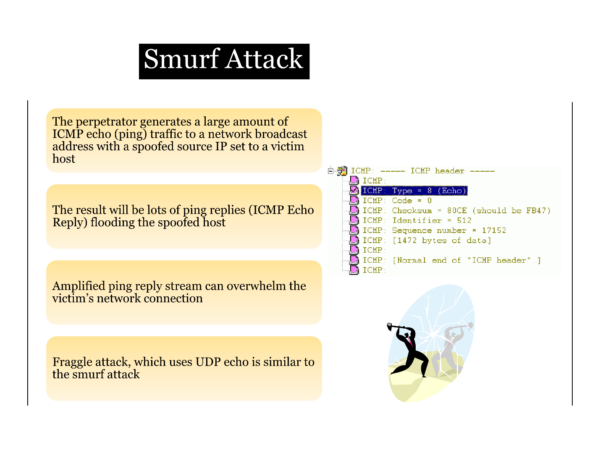 Smurf Attack
The perpetrator generates a large amount of
ICMP echo (ping) traffic to a network broadcast
address with a spoofed source IP set to a victim
host
The result will be lots of ping replies (ICMP Echo
Reply) flooding the spoofed host
Amplified ping reply stream can overwhelm the
victim's network connection
Fraggle attack, which uses UDP echo is similar to
the smurf attack
ICMP: ----- ICMP header -----
ICMP:
ICMP: Type = 8 (Echo)
ICMP: Code = 0
ICMP: Checksum = 80CE (should be FB47)
ICMP: Identifier = 512
ICMP: Sequence number = 17152
ICMP: [1472 bytes of data]
ICMP:
ICMP: [Normal end of "ICMP header".]
ICMP: